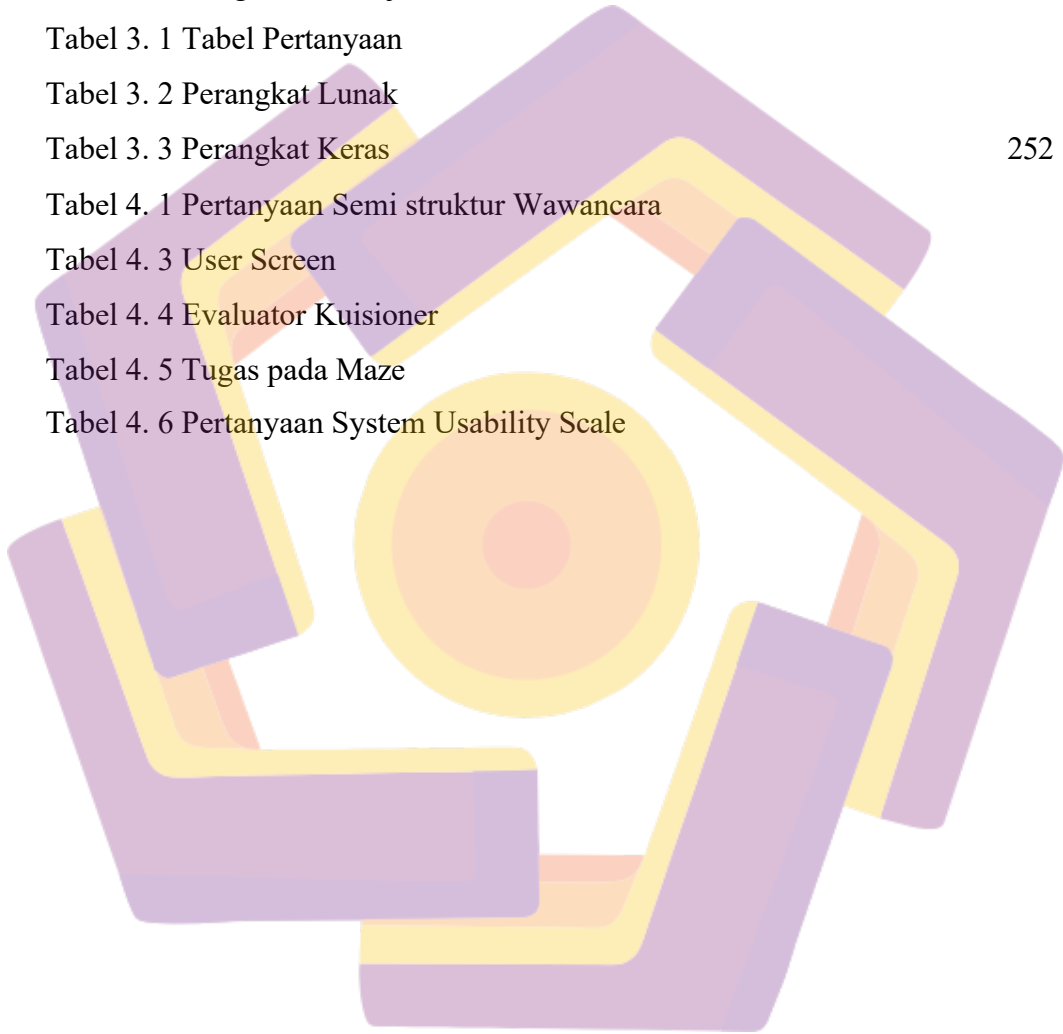 Tabel 3. 1 Tabel Pertanyaan
Tabel 3. 2 Perangkat Lunak
Tabel 3. 3 Perangkat Keras 252
Tabel 4. 1 Pertanyaan Semi struktur Wawancara
Tabel 4. 3 User Screen
Tabel 4. 4 Evaluator Kuisioner
Tabel 4. 5 Tugas pada Maze
Tabel 4. 6 Pertanyaan System Usability Scale